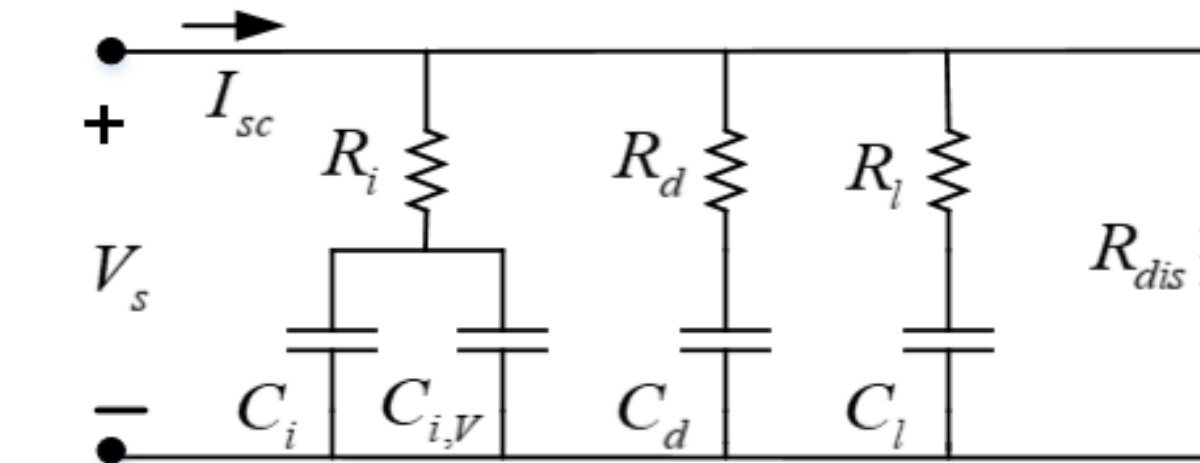 I_sc
+
R_i
R_d
R_l
R_dis
V_s
−
C_i
C_i,V
C_d
C_l